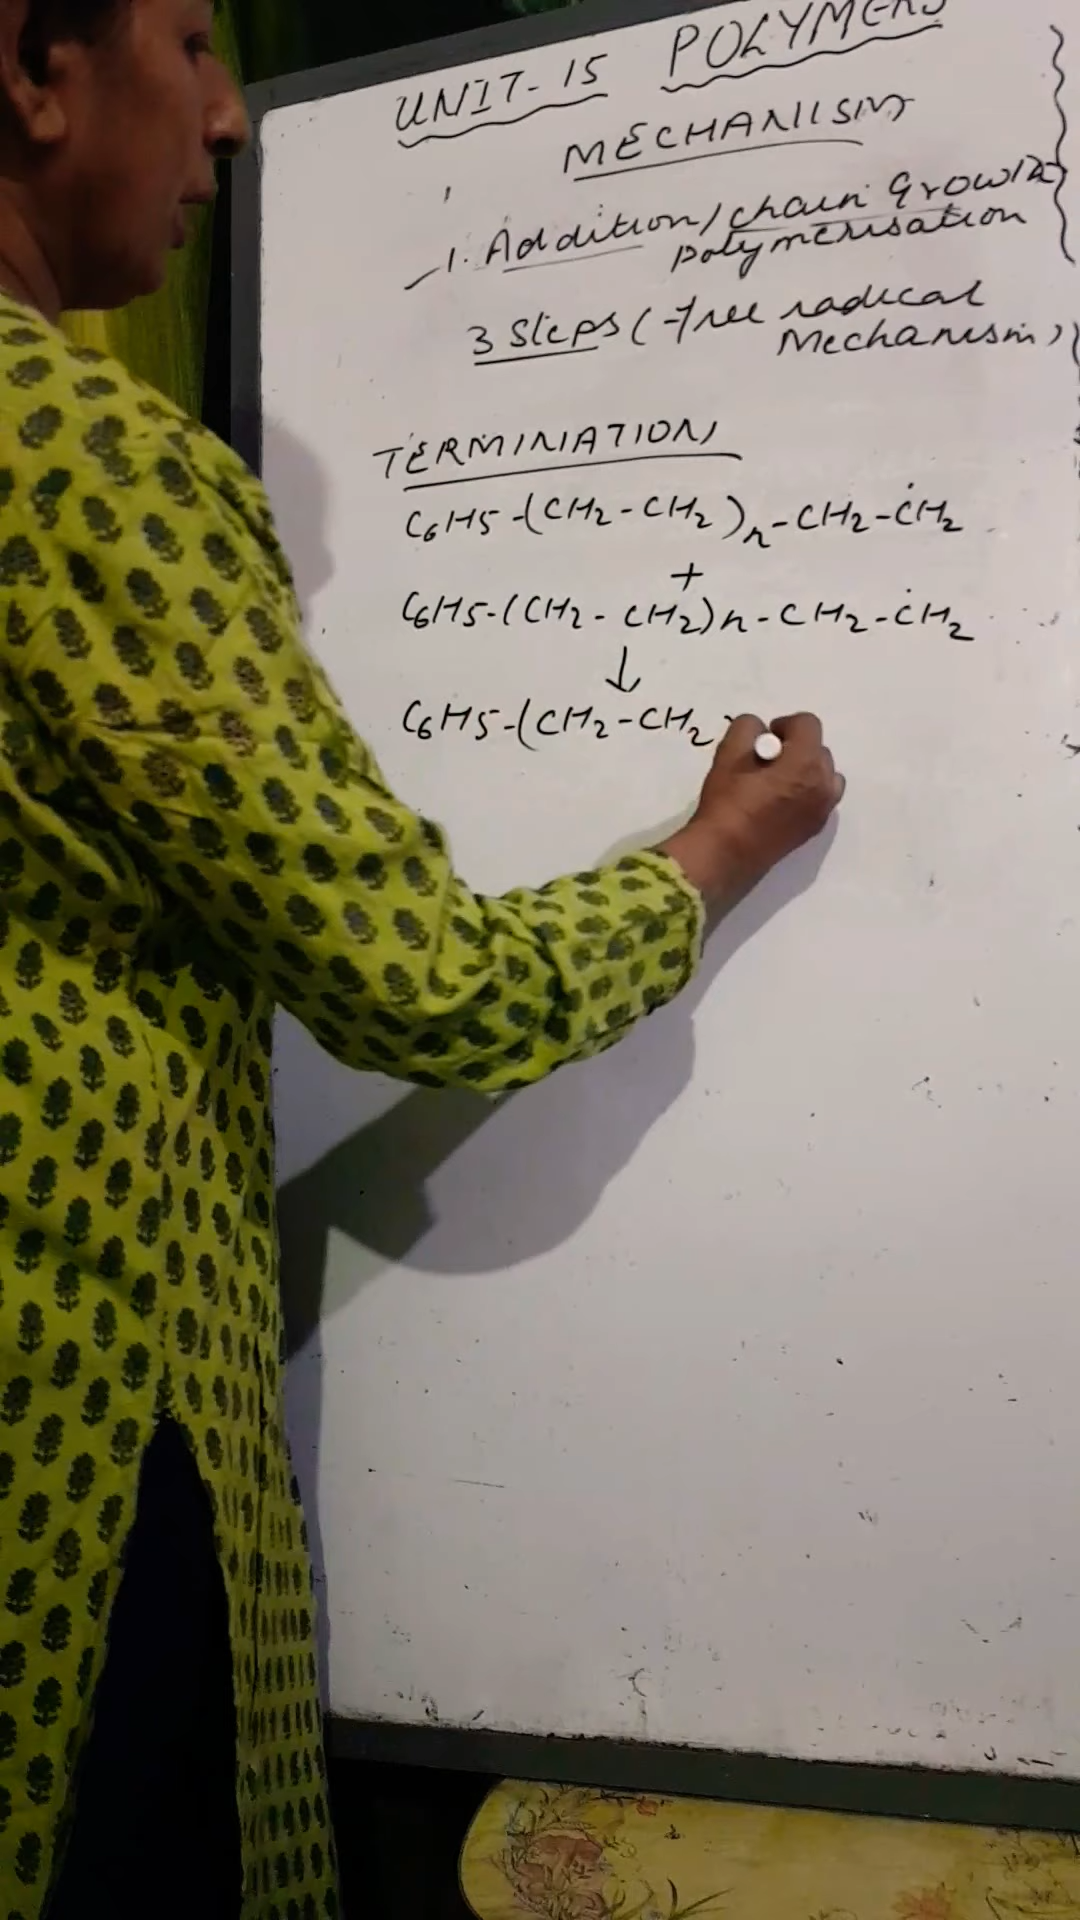 UNIT-15 POLYMERS
MECHANISM
1. Addition/chain Growth
polymerisation
3 Steps (-free radical
Mechanism)
TERMINATION
C6H5-(CH2-CH2)n-CH2-ĊH2
+
C6H5-(CH2-CH2)n-CH2-ĊH2
↓
C6H5-(CH2-CH2)